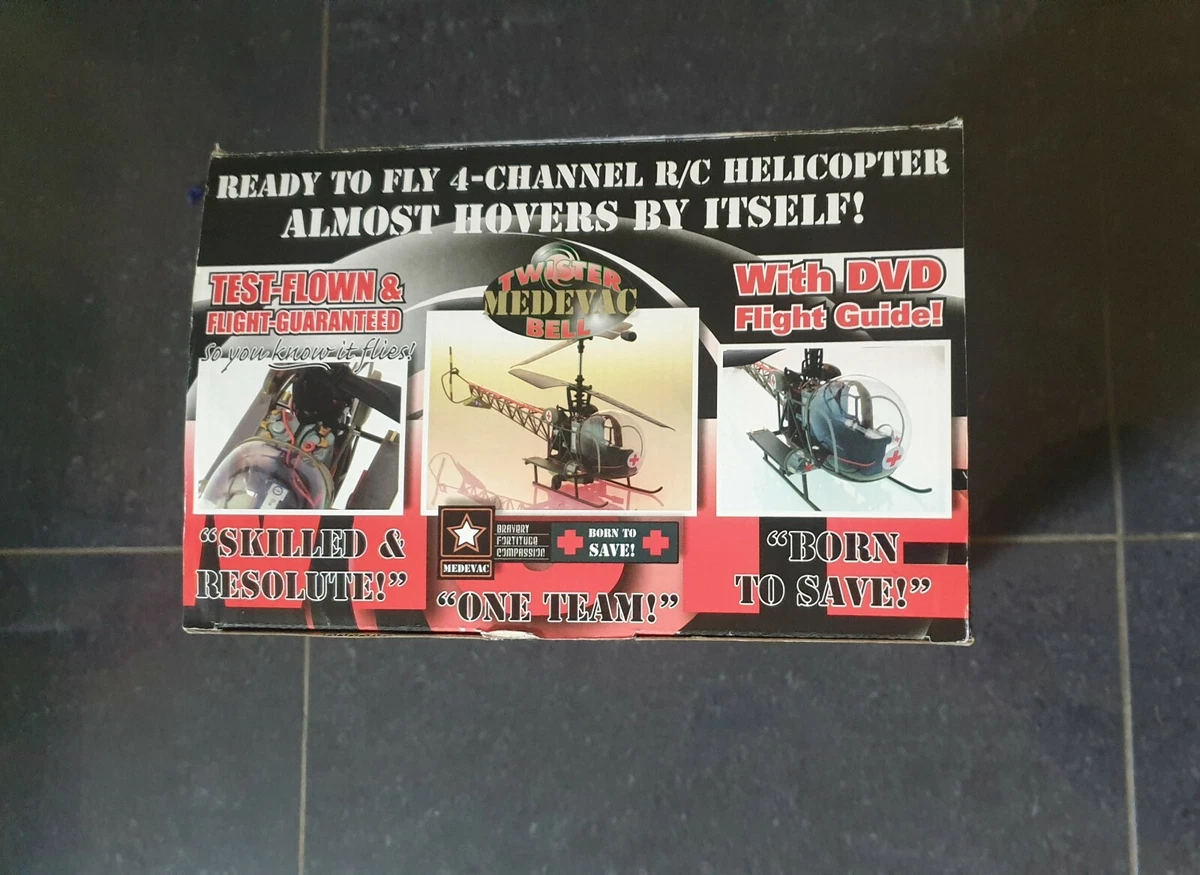 READY TO FLY 4-CHANNEL R/C HELICOPTER
ALMOST HOVERS BY ITSELF!
TEST-FLOWN &
FLIGHT-GUARANTEED
So you know it flies!
TWISTER
MEDEVAC
BELL
With DVD
Flight Guide!
"SKILLED &
RESOLUTE!"
MEDEVAC
BRAVERY
FORTITUDE
COMPASSION
BORN TO
SAVE!
"ONE TEAM!"
"BORN
TO SAVE!"